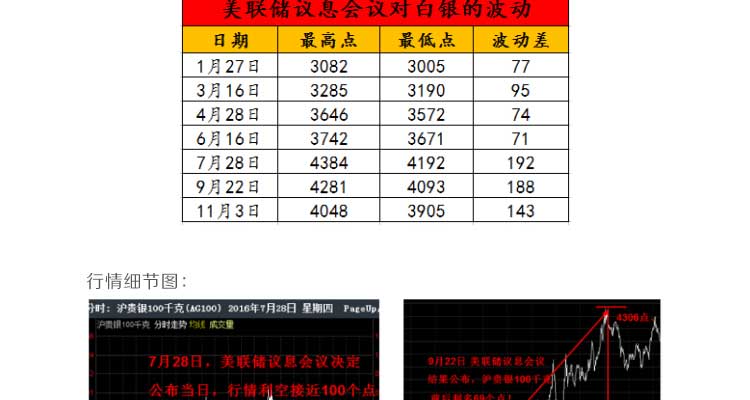 美联储议息会议对白银的波动
日期 最高点 最低点 波动差
1月27日 3082 3005 77
3月16日 3285 3190 95
4月28日 3646 3572 74
6月16日 3742 3671 71
7月28日 4384 4192 192
9月22日 4281 4093 188
11月3日 4048 3905 143
行情细节图：
分时: 沪贵银100千克(AG100) 2016年7月28日 星期四 PageUp
沪贵银100千克 分时走势 均线 成交量
7月28日，美联储议息会议决定
公布当日，行情利空接近100个点
4306点
9月22日 美联储议息会议
结果公布，沪贵银100千克